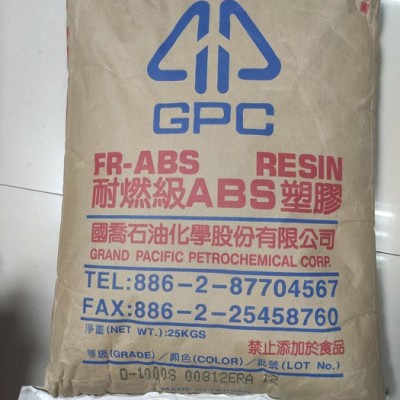 GPC
FR-ABS RESIN
耐燃級ABS塑膠
國喬石油化學股份有限公司
GRAND PACIFIC PETROCHEMICAL CORP.
TEL:886-2-87704567
FAX:886-2-25458760
淨重(NET WT.):25KGS
禁止添加於食品
等級(GRADE)/顏色(COLOR)/批號(LOT No.)
D-1000S 00812ERA